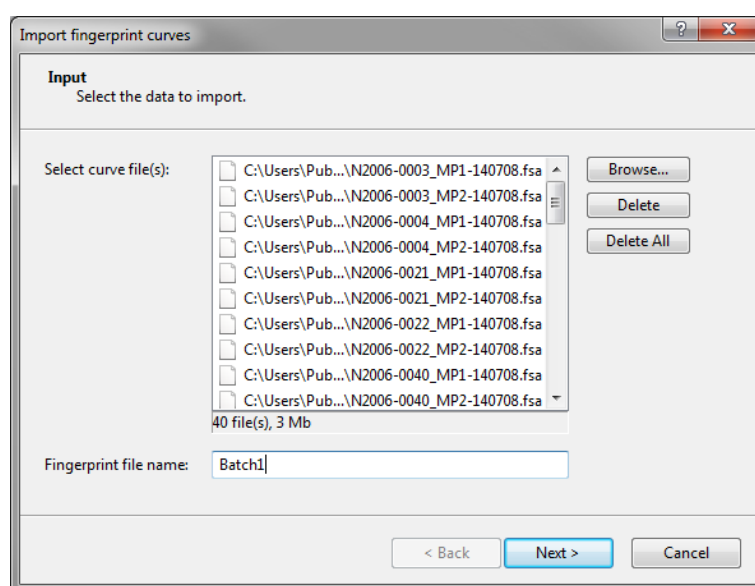 Import fingerprint curves
Input
Select the data to import.
Select curve file(s):
C:\Users\Pub...\N2006-0003_MP1-140708.fsa
C:\Users\Pub...\N2006-0003_MP2-140708.fsa
C:\Users\Pub...\N2006-0004_MP1-140708.fsa
C:\Users\Pub...\N2006-0004_MP2-140708.fsa
C:\Users\Pub...\N2006-0021_MP1-140708.fsa
C:\Users\Pub...\N2006-0021_MP2-140708.fsa
C:\Users\Pub...\N2006-0022_MP1-140708.fsa
C:\Users\Pub...\N2006-0022_MP2-140708.fsa
C:\Users\Pub...\N2006-0040_MP1-140708.fsa
C:\Users\Pub...\N2006-0040_MP2-140708.fsa
Browse...
Delete
Delete All
40 file(s), 3 Mb
Fingerprint file name: Batch1
< Back Next > Cancel